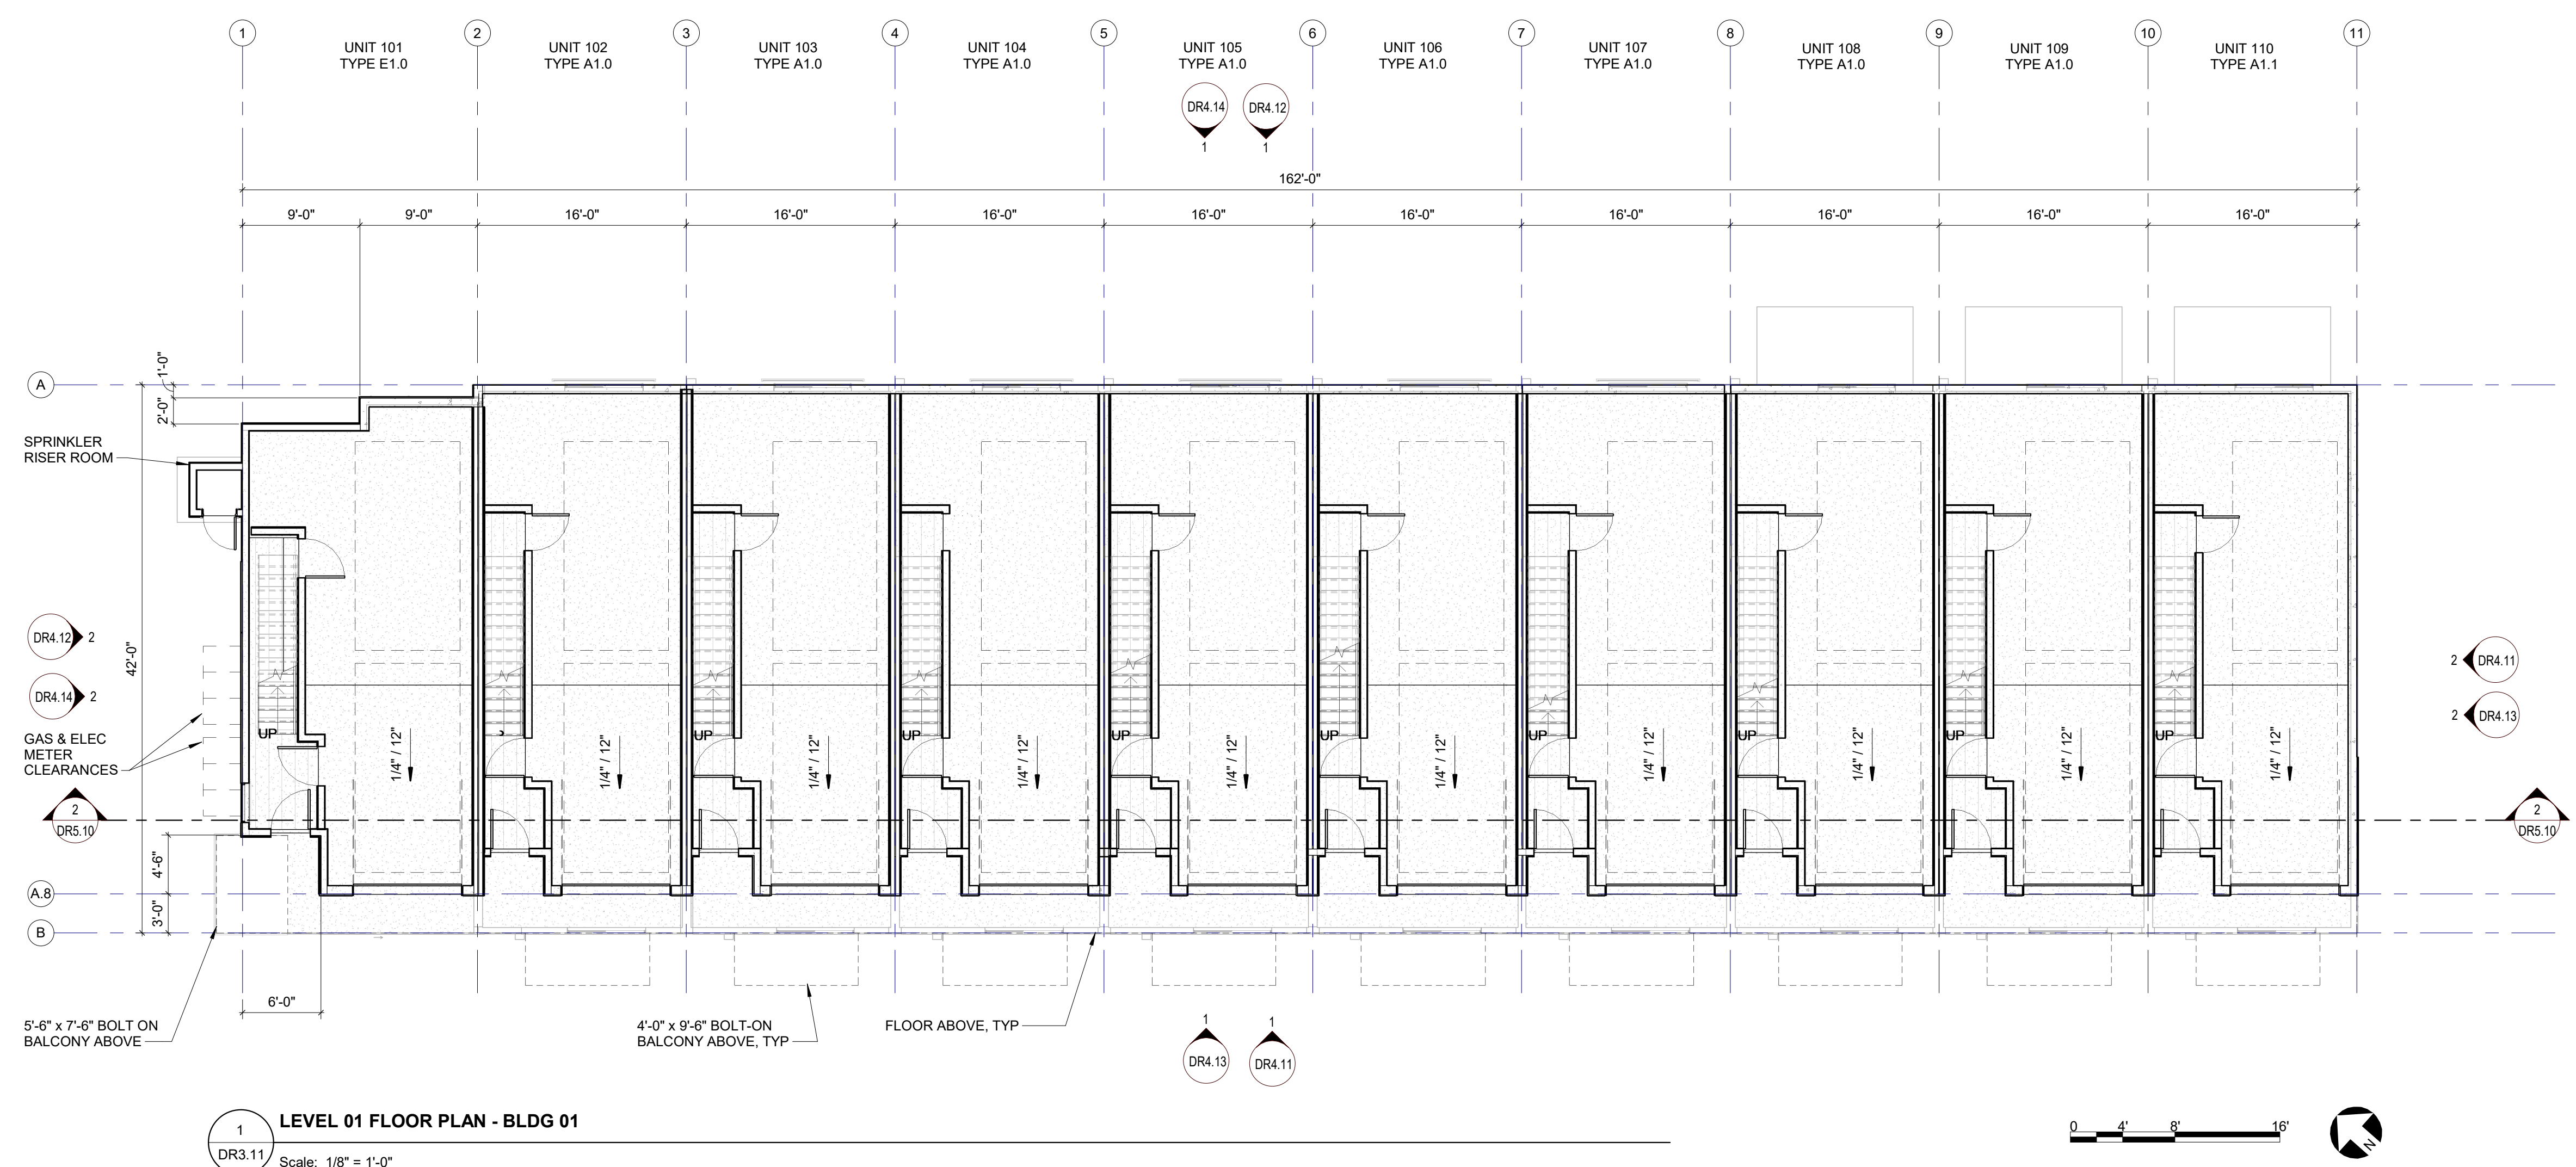 1
UNIT 101
TYPE E1.0
2
UNIT 102
TYPE A1.0
3
UNIT 103
TYPE A1.0
4
UNIT 104
TYPE A1.0
5
UNIT 105
TYPE A1.0
6
UNIT 106
TYPE A1.0
7
UNIT 107
TYPE A1.0
8
UNIT 108
TYPE A1.0
9
UNIT 109
TYPE A1.0
10
UNIT 110
TYPE A1.1
11
DR4.14
1
DR4.12
1
162'-0"
9'-0"
9'-0"
16'-0"
16'-0"
16'-0"
16'-0"
16'-0"
16'-0"
16'-0"
16'-0"
16'-0"
A
1'-0"
2'-0"
SPRINKLER
RISER ROOM
42'-0"
DR4.12
2
DR4.14
2
DR4.11
2
DR4.13
2
GAS & ELEC
METER
CLEARANCES
UP
UP
UP
UP
UP
UP
UP
UP
UP
1/4" / 12"
1/4" / 12"
1/4" / 12"
1/4" / 12"
1/4" / 12"
1/4" / 12"
1/4" / 12"
1/4" / 12"
1/4" / 12"
1/4" / 12"
2
DR5.10
2
DR5.10
4'-6"
A.8
3'-0"
B
6'-0"
5'-6" x 7'-6" BOLT ON
BALCONY ABOVE
4'-0" x 9'-6" BOLT-ON
BALCONY ABOVE, TYP
FLOOR ABOVE, TYP
1
DR4.13
1
DR4.11
1
DR3.11
LEVEL 01 FLOOR PLAN - BLDG 01
Scale: 1/8" = 1'-0"
0 4' 8' 16'
N